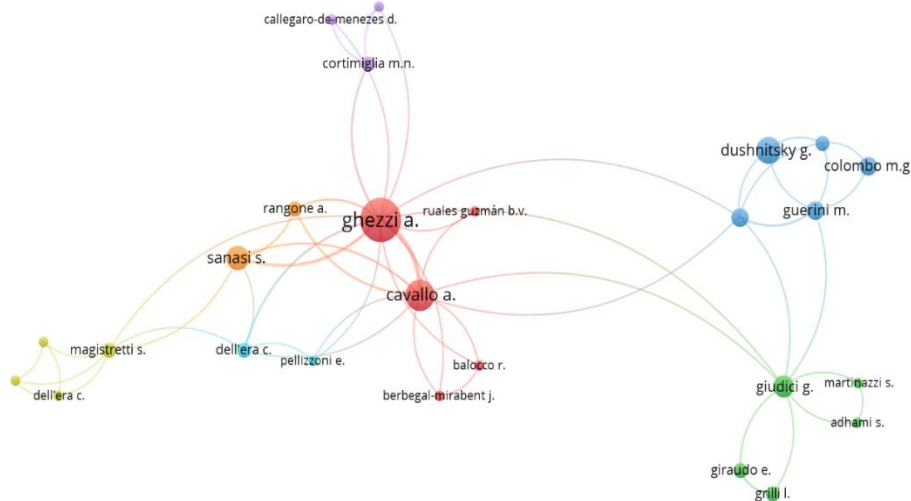 callegaro-de-menezes d.
cortimiglia m.n.
dushnitsky g.
colombo m.g.
rangone a.
ghezzi a.
ruales guzmán b.v.
guerini m.
sanasi s.
cavallo a.
magistretti s.
dell'era c.
pellizzoni e.
balocco r.
dell'era c.
berbegal-mirabent j.
giudici g.
martinazzi s.
adhami s.
giraudo e.
grilli l.